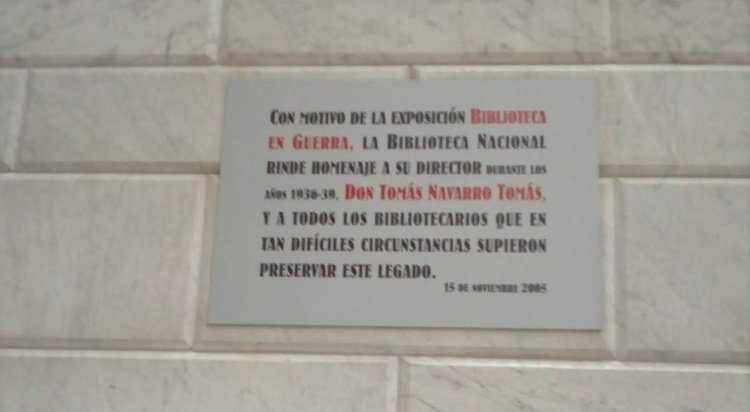 Con motivo de la exposición Biblioteca
en Guerra, la Biblioteca Nacional
rinde homenaje a su director durante los
años 1936-39, Don Tomás Navarro Tomás,
y a todos los bibliotecarios que en
tan difíciles circunstancias supieron
preservar este legado.
15 de noviembre 2005